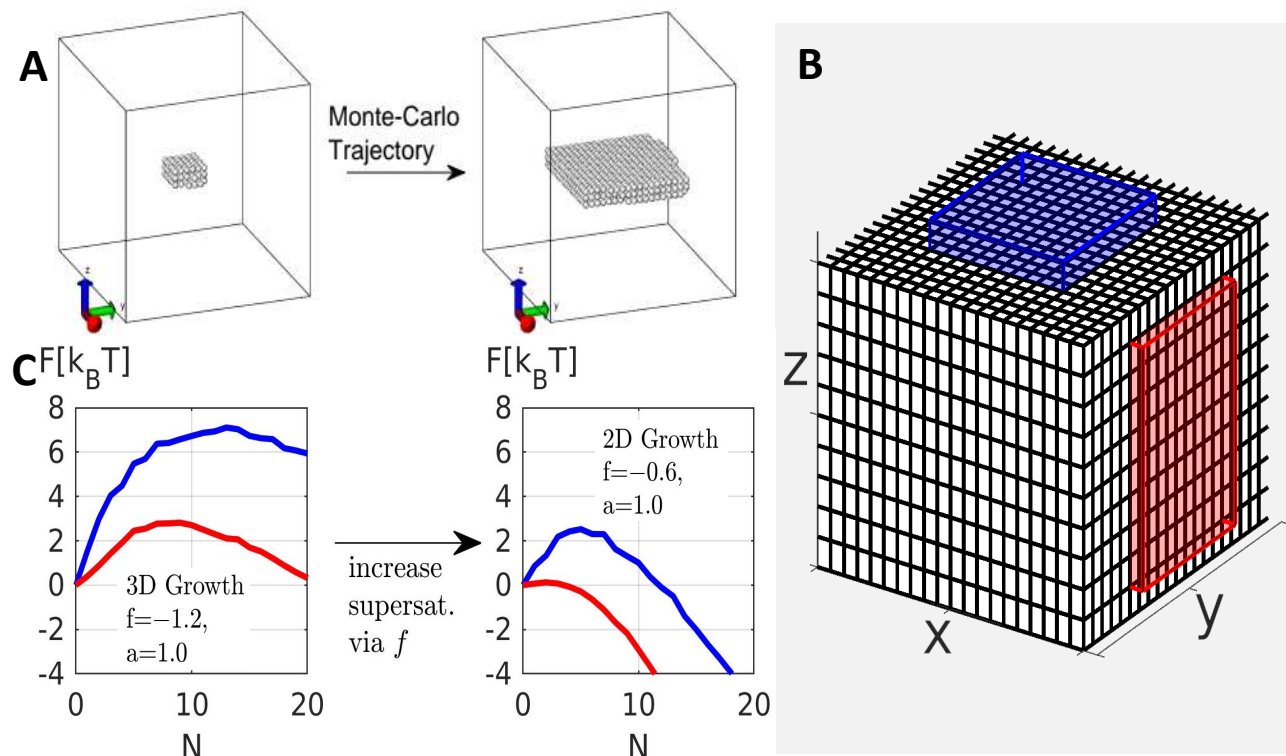 A
Monte-Carlo
Trajectory
z
y
z
y
B
Z
x
y
C
F[k_BT]
8
6
4
2
0
-2
-4
0
10
20
N
3D Growth
f=−1.2,
a=1.0
increase
supersat.
via f
F[k_BT]
8
6
4
2
0
-2
-4
0
10
20
N
2D Growth
f=−0.6,
a=1.0